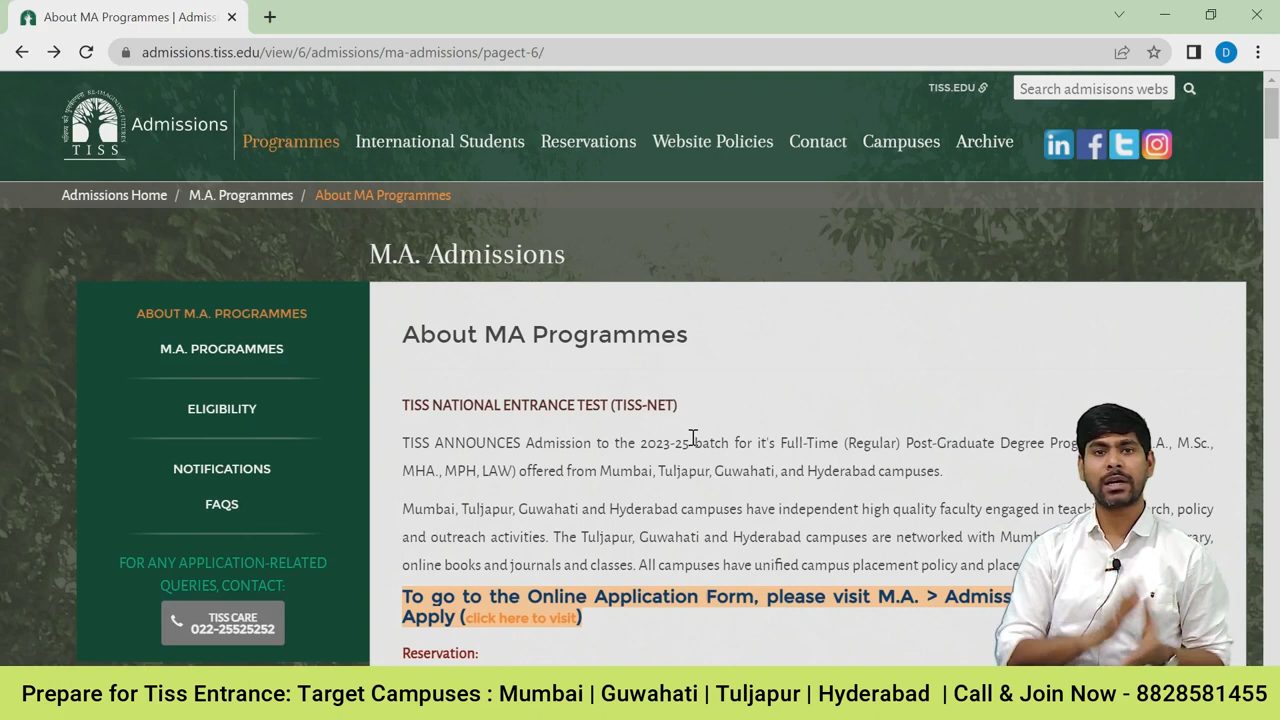 About MA Programmes | Admiss
admissions.tiss.edu/view/6/admissions/ma-admissions/pagect-6/
D
TISS.EDU
Search admisisons webs
RE-IMAGINING FUTURES
TISS
Admissions
Programmes International Students Reservations Website Policies Contact Campuses Archive
Admissions Home / M.A. Programmes / About MA Programmes
M.A. Admissions
ABOUT M.A. PROGRAMMES
M.A. PROGRAMMES
ELIGIBILITY
NOTIFICATIONS
FAQS
FOR ANY APPLICATION-RELATED
QUERIES, CONTACT:
TISS CARE
022-25525252
About MA Programmes
TISS NATIONAL ENTRANCE TEST (TISS-NET)
TISS ANNOUNCES Admission to the 2023-25 batch for it's Full-Time (Regular) Post-Graduate Degree M.Sc.,
MHA., MPH, LAW) offered from Mumbai, Tuljapur, Guwahati, and Hyderabad campuses.
Mumbai, Tuljapur, Guwahati and Hyderabad campuses have independent high quality faculty engaged in policy
and outreach activities. The Tuljapur, Guwahati and Hyderabad campuses are networked with
online books and journals and classes. All campuses have unified campus placement policy and
To go to the Online Application Form, please visit M.A. >
Apply (click here to visit)
Reservation:
Prepare for Tiss Entrance: Target Campuses : Mumbai | Guwahati | Tuljapur | Hyderabad | Call & Join Now - 8828581455